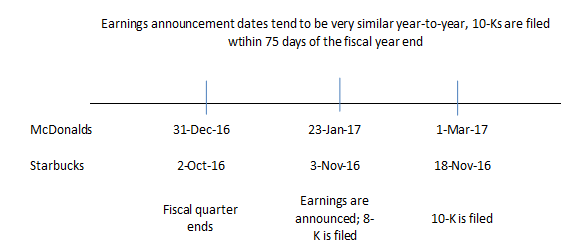 Earnings announcement dates tend to be very similar year-to-year, 10-Ks are filed
wtihin 75 days of the fiscal year end
McDonalds 31-Dec-16 23-Jan-17 1-Mar-17
Starbucks 2-Oct-16 3-Nov-16 18-Nov-16
Fiscal quarter
ends
Earnings are
announced; 8-
K is filed
10-K is filed